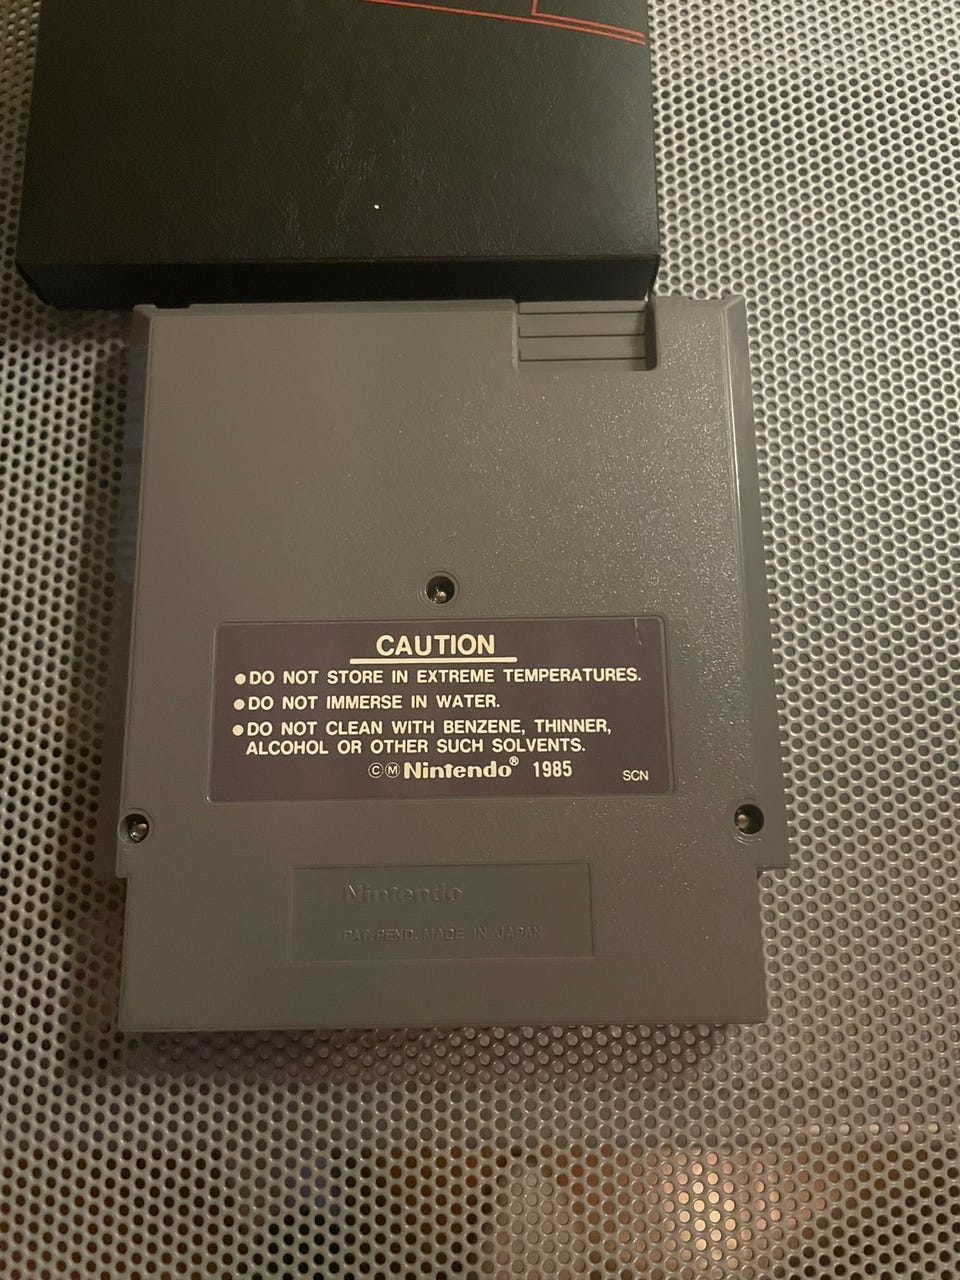 CAUTION
●DO NOT STORE IN EXTREME TEMPERATURES.
●DO NOT IMMERSE IN WATER.
●DO NOT CLEAN WITH BENZENE, THINNER,
ALCOHOL OR OTHER SUCH SOLVENTS.
©Ⓜ Nintendo® 1985 SCN
Nintendo
PAT. PEND. MADE IN JAPAN